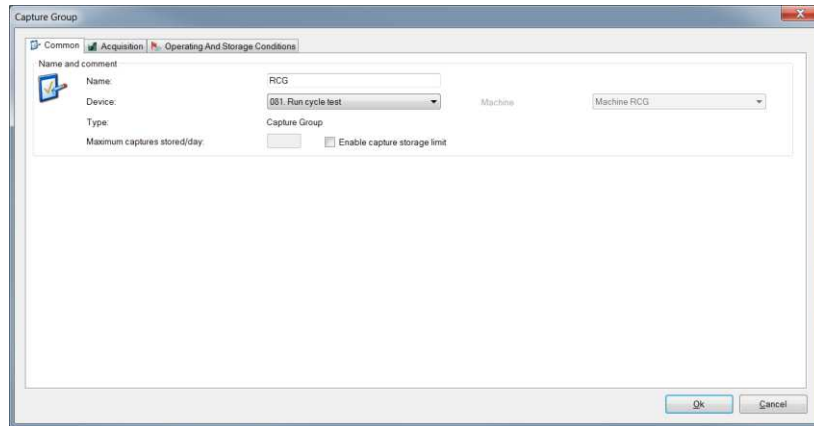 Capture Group
Common Acquisition Operating And Storage Conditions
Name and comment
Name: RCG
Device: 081. Run cycle test Machine Machine RCG
Type: Capture Group
Maximum captures stored/day: Enable capture storage limit
Ok Cancel